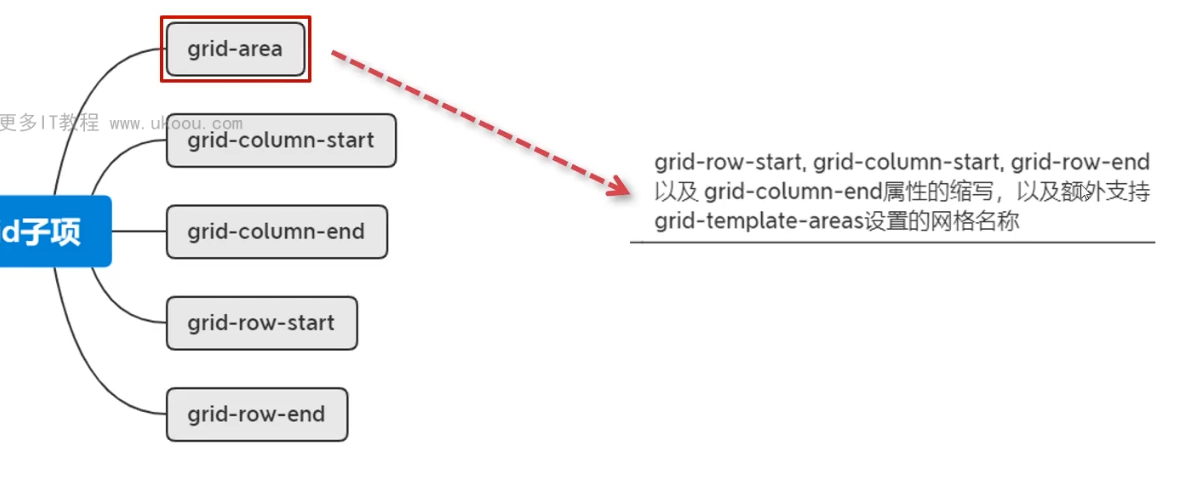 grid-area
更多IT教程 www.ukoou.com
grid-column-start
grid-row-start, grid-column-start, grid-row-end
以及 grid-column-end属性的缩写，以及额外支持
grid-template-areas设置的网格名称
id子项
grid-column-end
grid-row-start
grid-row-end